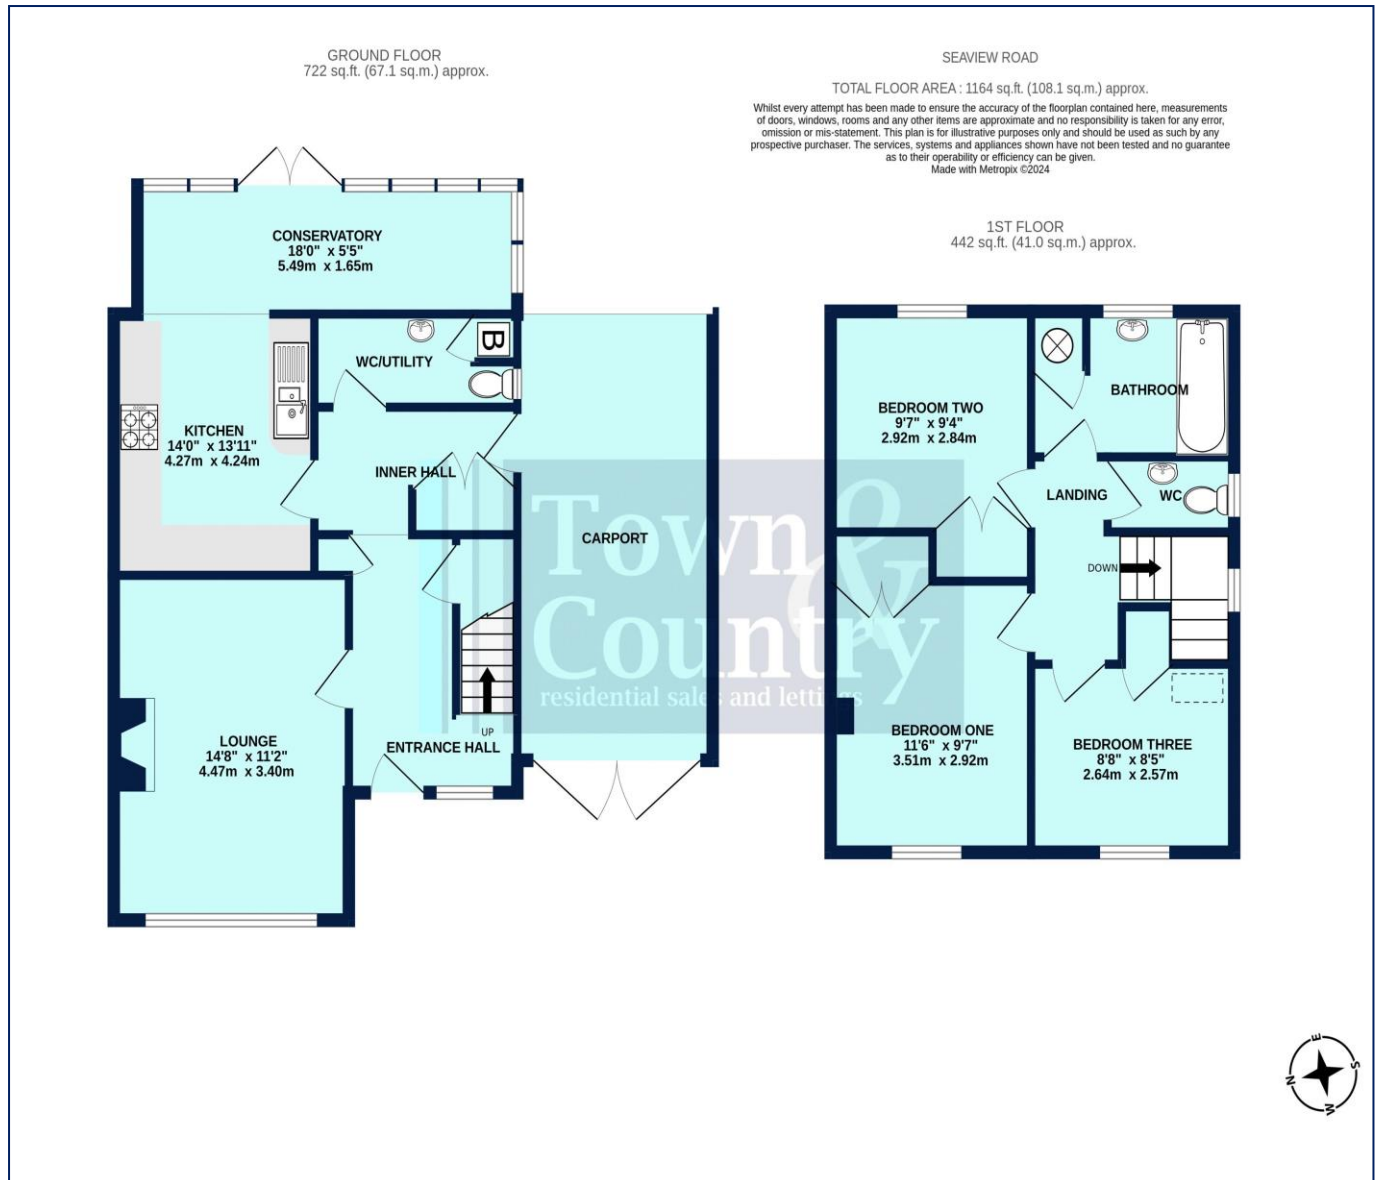 GROUND FLOOR
722 sq.ft. (67.1 sq.m.) approx.
SEAVIEW ROAD
TOTAL FLOOR AREA : 1164 sq.ft. (108.1 sq.m.) approx.
Whilst every attempt has been made to ensure the accuracy of the floorplan contained here, measurements
of doors, windows, rooms and any other items are approximate and no responsibility is taken for any error,
omission or mis-statement. This plan is for illustrative purposes only and should be used as such by any
prospective purchaser. The services, systems and appliances shown have not been tested and no guarantee
as to their operability or efficiency can be given.
Made with Metropix ©2024
1ST FLOOR
442 sq.ft. (41.0 sq.m.) approx.
CONSERVATORY
18'0" x 5'5"
5.49m x 1.65m
WC/UTILITY
B
KITCHEN
14'0" x 13'11"
4.27m x 4.24m
INNER HALL
CARPORT
Town &
Country
residential sales and lettings
UP
ENTRANCE HALL
LOUNGE
14'8" x 11'2"
4.47m x 3.40m
BATHROOM
BEDROOM TWO
9'7" x 9'4"
2.92m x 2.84m
LANDING
WC
DOWN
BEDROOM ONE
11'6" x 9'7"
3.51m x 2.92m
BEDROOM THREE
8'8" x 8'5"
2.64m x 2.57m
E
S
N
W